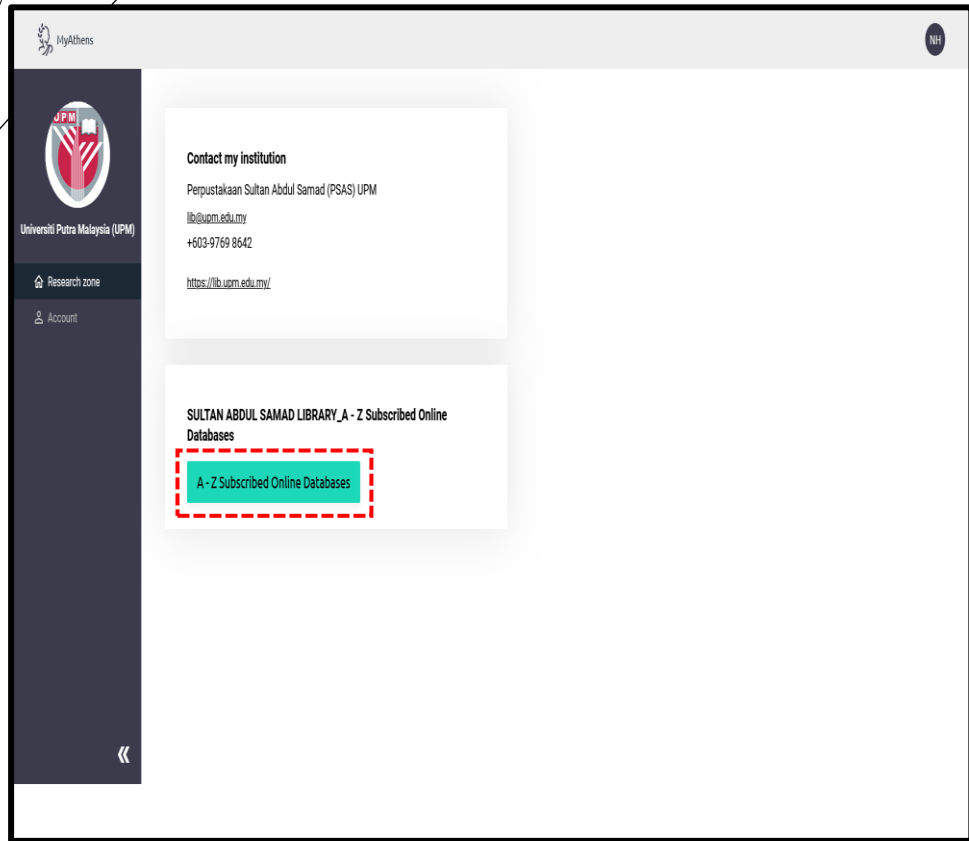 MyAthens
NH
UPM
Universiti Putra Malaysia (UPM)
Research zone
Account
Contact my institution
Perpustakaan Sultan Abdul Samad (PSAS) UPM
lib@upm.edu.my
+603-9769 8642
https://lib.upm.edu.my/
SULTAN ABDUL SAMAD LIBRARY_A - Z Subscribed Online
Databases
A - Z Subscribed Online Databases